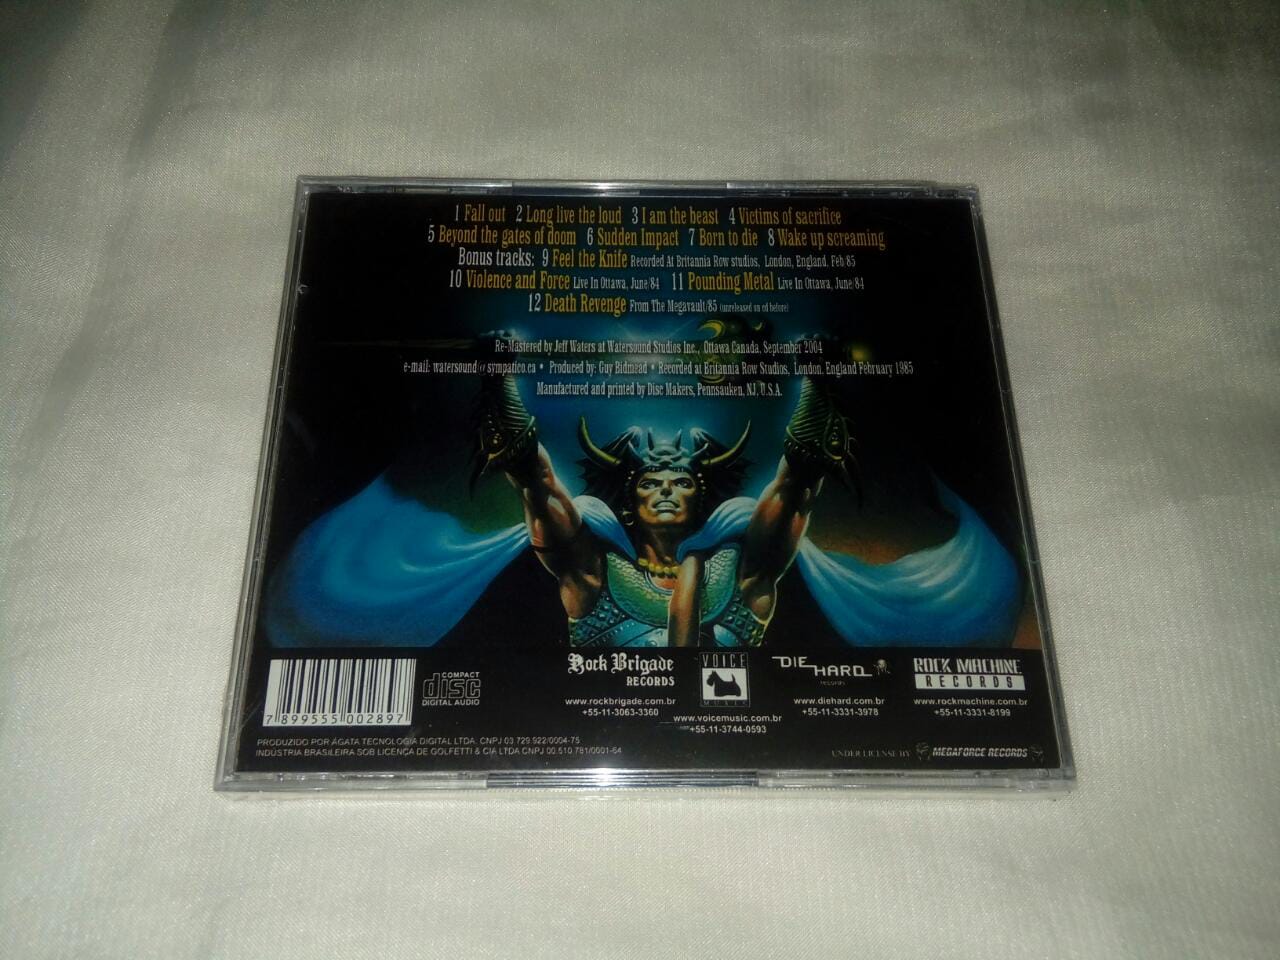 1 Fall out 2 Long live the loud 3 I am the beast 4 Victims of sacrifice
5 Beyond the gates of doom 6 Sudden Impact 7 Born to die 8 Wake up screaming
Bonus tracks: 9 Feel the Knife Recorded At Britannia Row studios, London, England, Feb/85
10 Violence and Force Live In Ottawa, June/84 11 Pounding Metal Live In Ottawa, June/84
12 Death Revenge From The Megavault/85 (unreleased on cd before)
Re-Mastered by Jeff Waters at Watersound Studios Inc., Ottawa Canada, September 2004
e-mail: watersound@sympatico.ca • Produced by: Guy Bidmead • Recorded at Britannia Row Studios, London. England February 1985
Manufactured and printed by Disc Makers, Pennsauken, NJ, U.S.A.
7 899555 002897
COMPACT
disc
DIGITAL AUDIO
Rock Brigade
RECORDS
www.rockbrigade.com.br
+55-11-3063-3360
VOICE
MUSIC
www.voicemusic.com.br
+55-11-3744-0593
DIE HARD
records
www.diehard.com.br
+55-11-3331-3978
ROCK MACHINE
RECORDS
www.rockmachine.com.br
+55-11-3331-8199
PRODUZIDO POR ÁGATA TECNOLOGIA DIGITAL LTDA. CNPJ 03.729.922/0004-75
INDÚSTRIA BRASILEIRA SOB LICENÇA DE GOLFETTI & CIA LTDA CNPJ 00.510.781/0001-64
UNDER LICENSE BY MEGAFORCE RECORDS